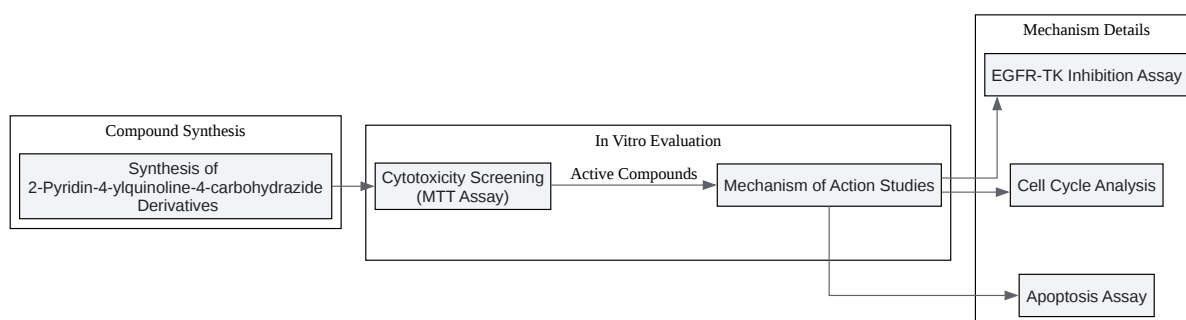 Compound Synthesis
Synthesis of
2-Pyridin-4-ylquinoline-4-carbohydrazide
Derivatives
In Vitro Evaluation
Cytotoxicity Screening
(MTT Assay)
Active Compounds
Mechanism of Action Studies
Mechanism Details
EGFR-TK Inhibition Assay
Cell Cycle Analysis
Apoptosis Assay